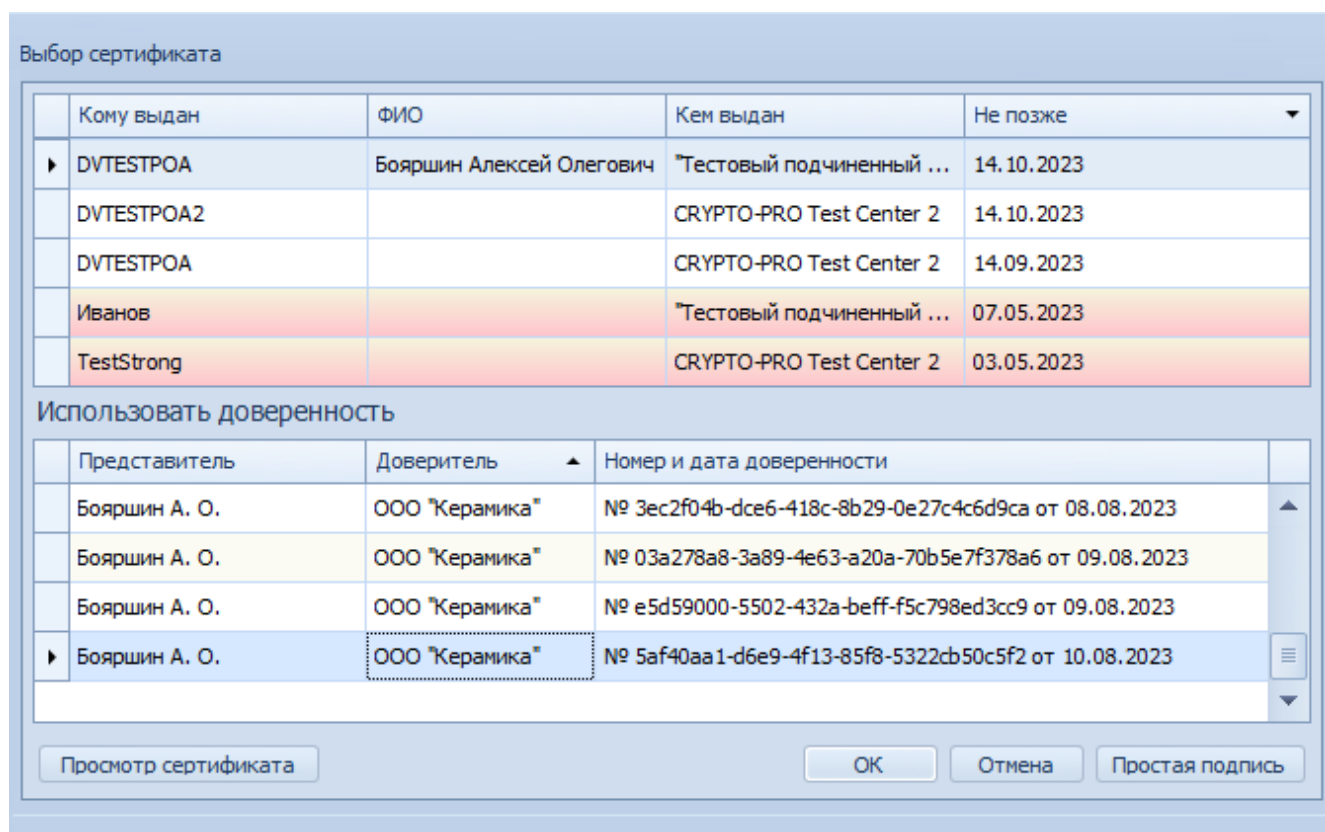 Выбор сертификата
Кому выдан ФИО Кем выдан Не позже
DVTESTPOA Бояршин Алексей Олегович "Тестовый подчиненный ... 14.10.2023
DVTESTPOA2 CRYPTO-PRO Test Center 2 14.10.2023
DVTESTPOA CRYPTO-PRO Test Center 2 14.09.2023
Иванов "Тестовый подчиненный ... 07.05.2023
TestStrong CRYPTO-PRO Test Center 2 03.05.2023
Использовать доверенность
Представитель Доверитель Номер и дата доверенности
Бояршин А. О. ООО "Керамика" № 3ec2f04b-dce6-418c-8b29-0e27c4c6d9ca от 08.08.2023
Бояршин А. О. ООО "Керамика" № 03a278a8-3a89-4e63-a20a-70b5e7f378a6 от 09.08.2023
Бояршин А. О. ООО "Керамика" № e5d59000-5502-432a-beff-f5c798ed3cc9 от 09.08.2023
Бояршин А. О. ООО "Керамика" № 5af40aa1-d6e9-4f13-85f8-5322cb50c5f2 от 10.08.2023
Просмотр сертификата ОК Отмена Простая подпись